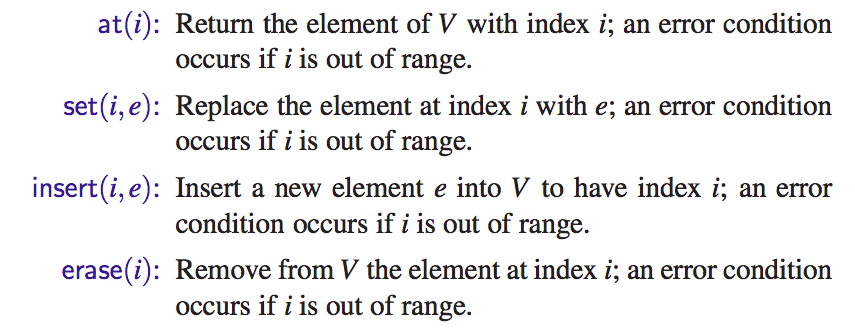 at(i): Return the element of V with index i; an error condition
occurs if i is out of range.
set(i,e): Replace the element at index i with e; an error condition
occurs if i is out of range.
insert(i,e): Insert a new element e into V to have index i; an error
condition occurs if i is out of range.
erase(i): Remove from V the element at index i; an error condition
occurs if i is out of range.